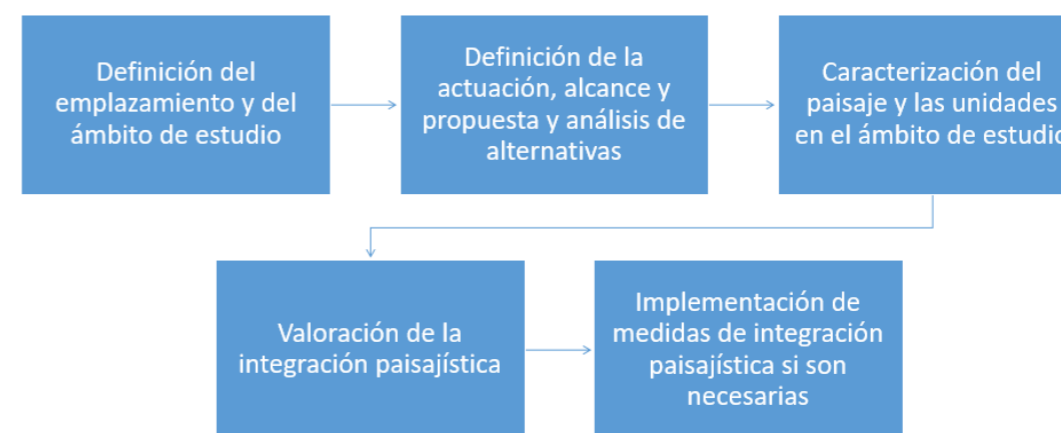 Definición del
emplazamiento y del
ámbito de estudio
Definición de la
actuación, alcance y
propuesta y análisis de
alternativas
Caracterización del
paisaje y las unidades
en el ámbito de estudio
Valoración de la
integración paisajística
Implementación de
medidas de integración
paisajística si son
necesarias